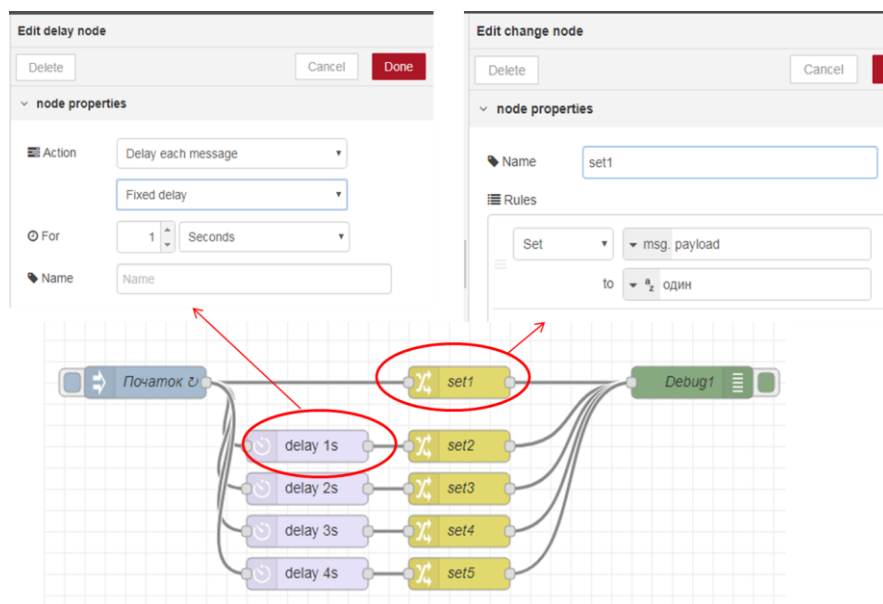 Edit delay node
Delete
Cancel
Done
node properties
Action
Delay each message
Fixed delay
For
1
Seconds
Name
Name
Edit change node
Delete
Cancel
node properties
Name
set1
Rules
Set
msg. payload
to
a
z
один
Початок ↻
set1
Debug1
delay 1s
set2
delay 2s
set3
delay 3s
set4
delay 4s
set5